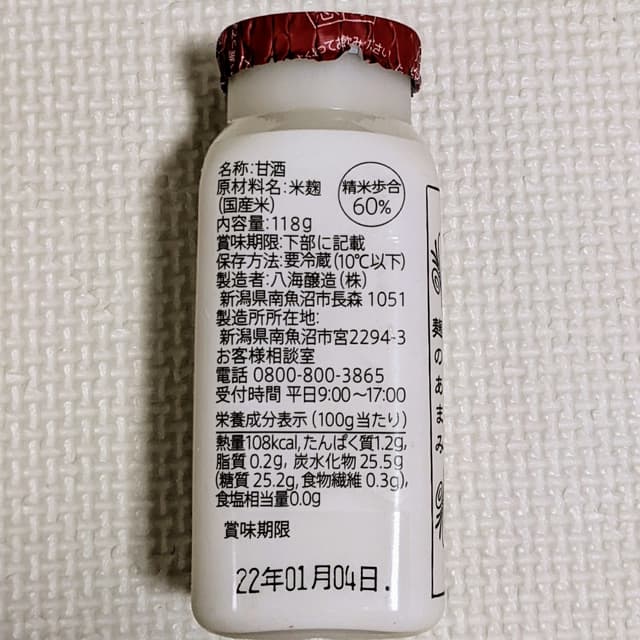 ってお飲みください
名称:甘酒
原材料名:米麹
(国産米)
精米歩合
60%
内容量:118g
賞味期限:下部に記載
保存方法:要冷蔵(10℃以下)
製造者:八海醸造(株)
新潟県南魚沼市長森 1051
製造所所在地:
新潟県南魚沼市宮2294-3
お客様相談室
電話 0800-800-3865
受付時間 平日9:00〜17:00
栄養成分表示(100g当たり)
熱量108kcal,たんぱく質1.2g,
脂質 0.2g, 炭水化物 25.5g
(糖質 25.2g, 食物繊維 0.3g),
食塩相当量0.0g
賞味期限
22年01月04日.
麹のあまみ